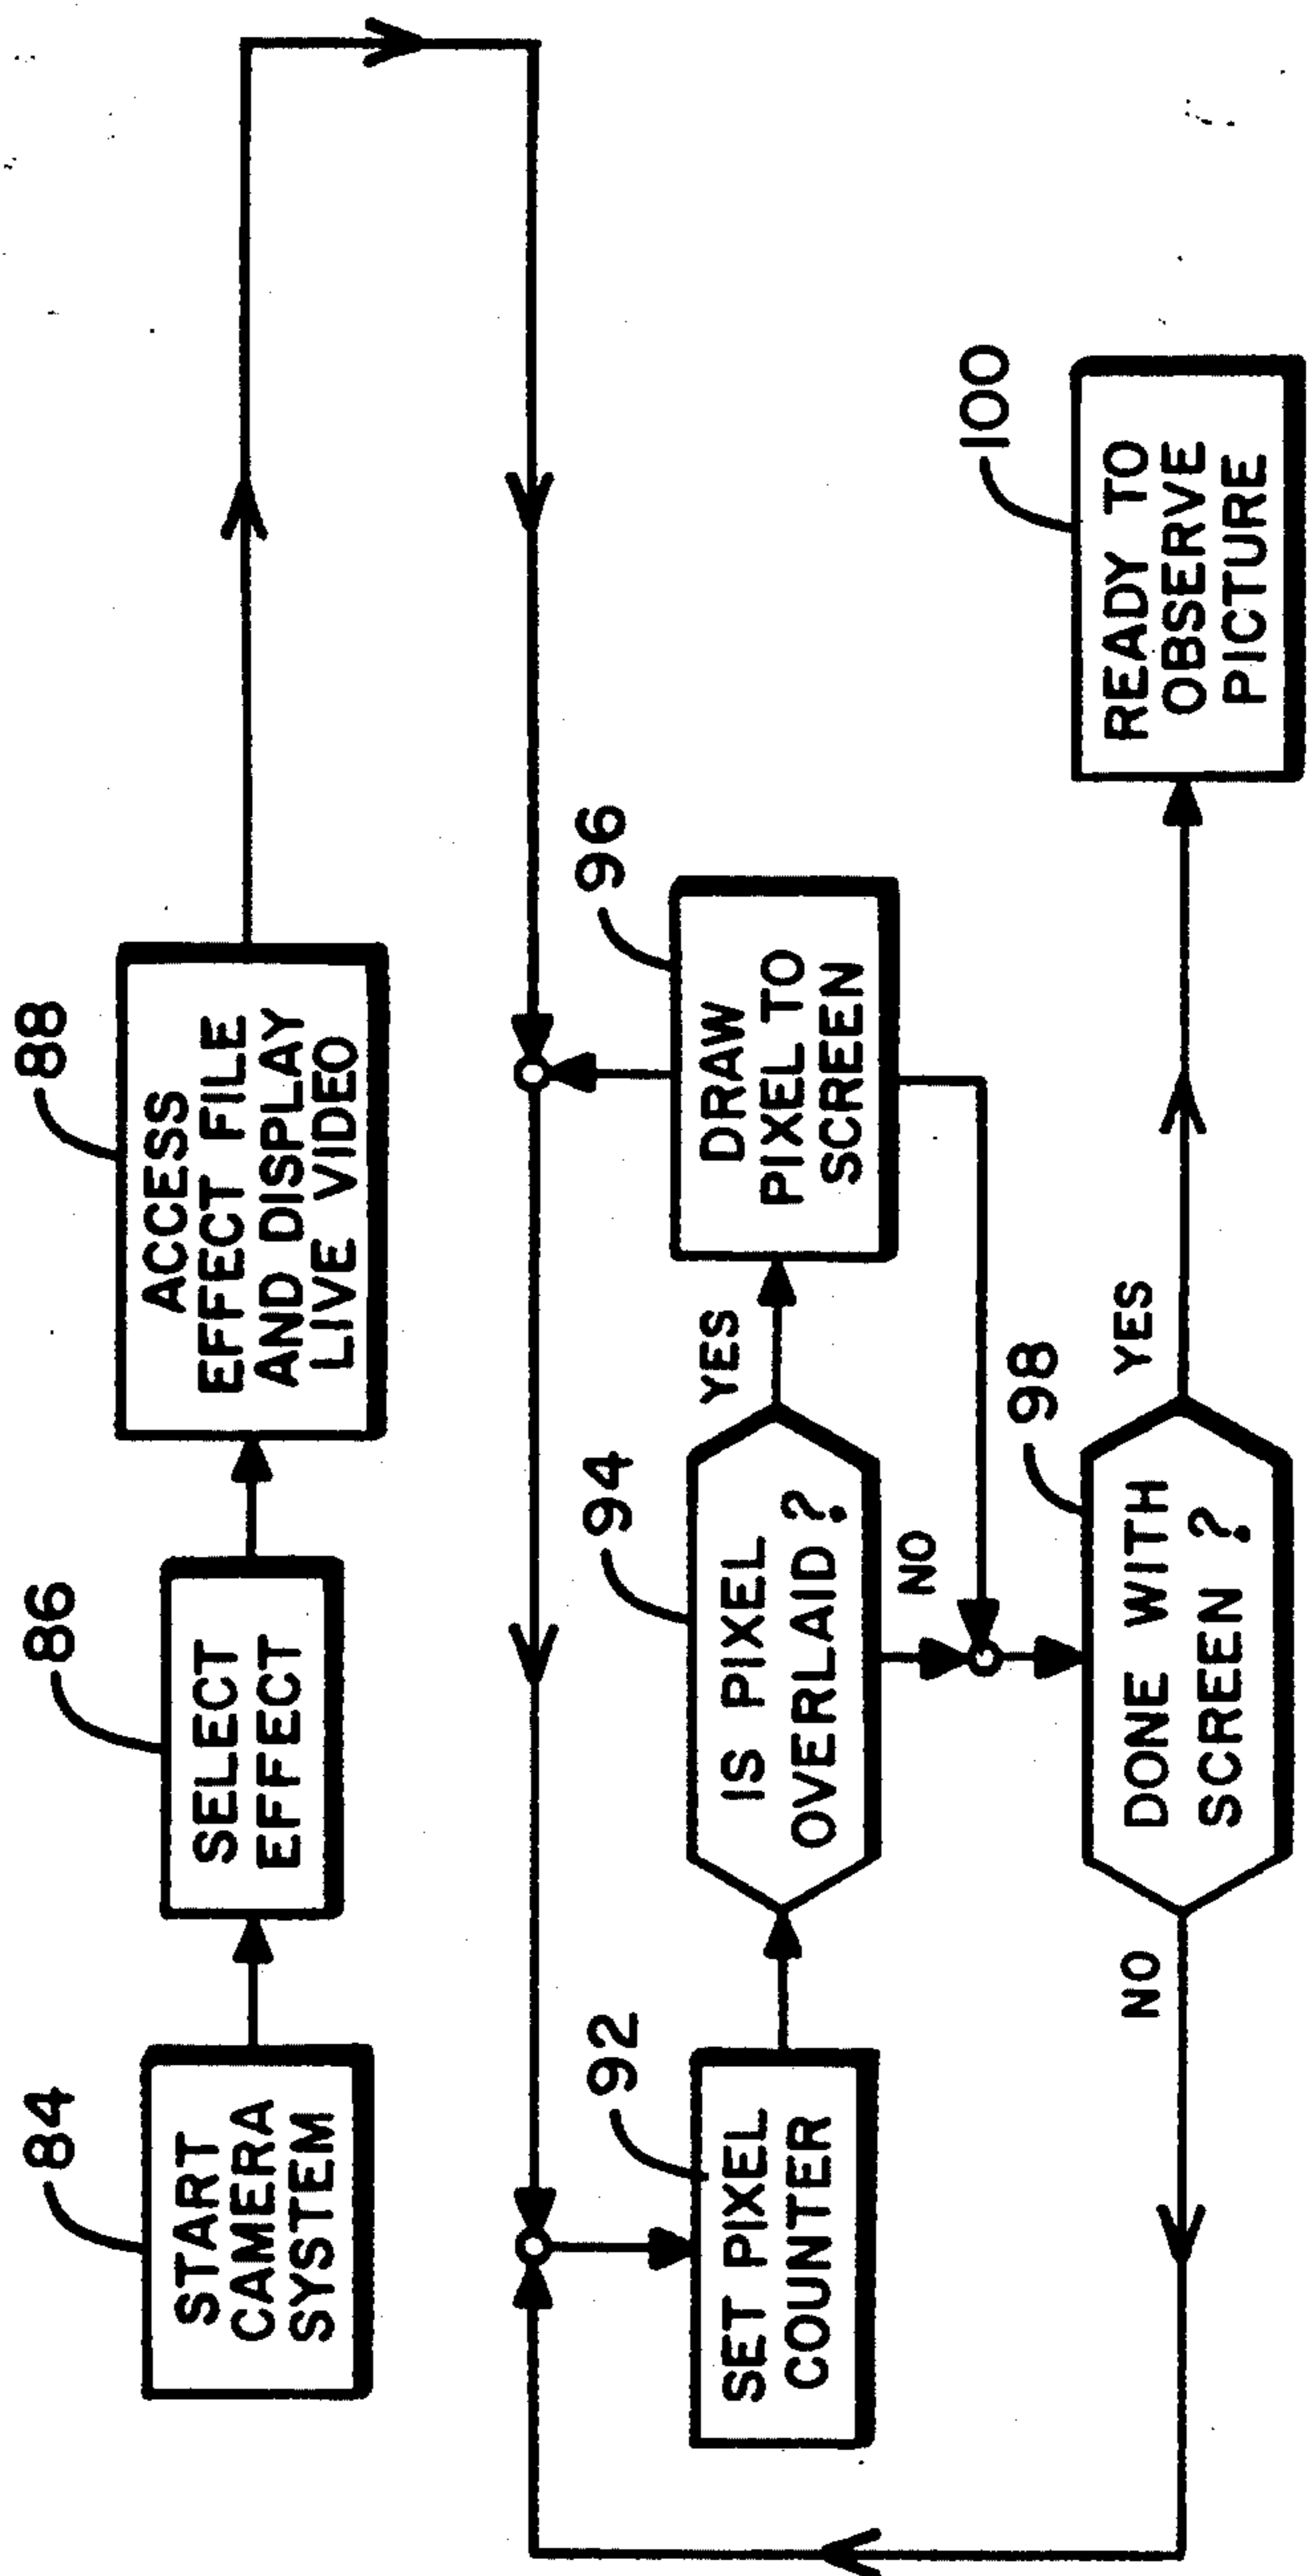 84
START
CAMERA
SYSTEM
86
SELECT
EFFECT
88
ACCESS
EFFECT FILE
AND DISPLAY
LIVE VIDEO
92
SET PIXEL
COUNTER
94
IS PIXEL
OVERLAID ?
YES
NO
96
DRAW
PIXEL TO
SCREEN
98
DONE WITH
SCREEN ?
NO
YES
100
READY TO
OBSERVE
PICTURE